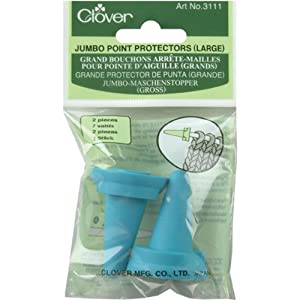 Clover
Art No.3111
JUMBO POINT PROTECTORS (LARGE)
GRAND BOUCHONS ARRÊTE-MAILLES
POUR POINTE D'AIGUILLE (GRANDS)
GRANDE PROTECTOR DE PUNTA (GRANDE)
JUMBO-MASCHENSTOPPER
(GROSS)
2 pieces
2 unités
2 piezas
2 Stück
CLOVER MFG. CO., LTD.